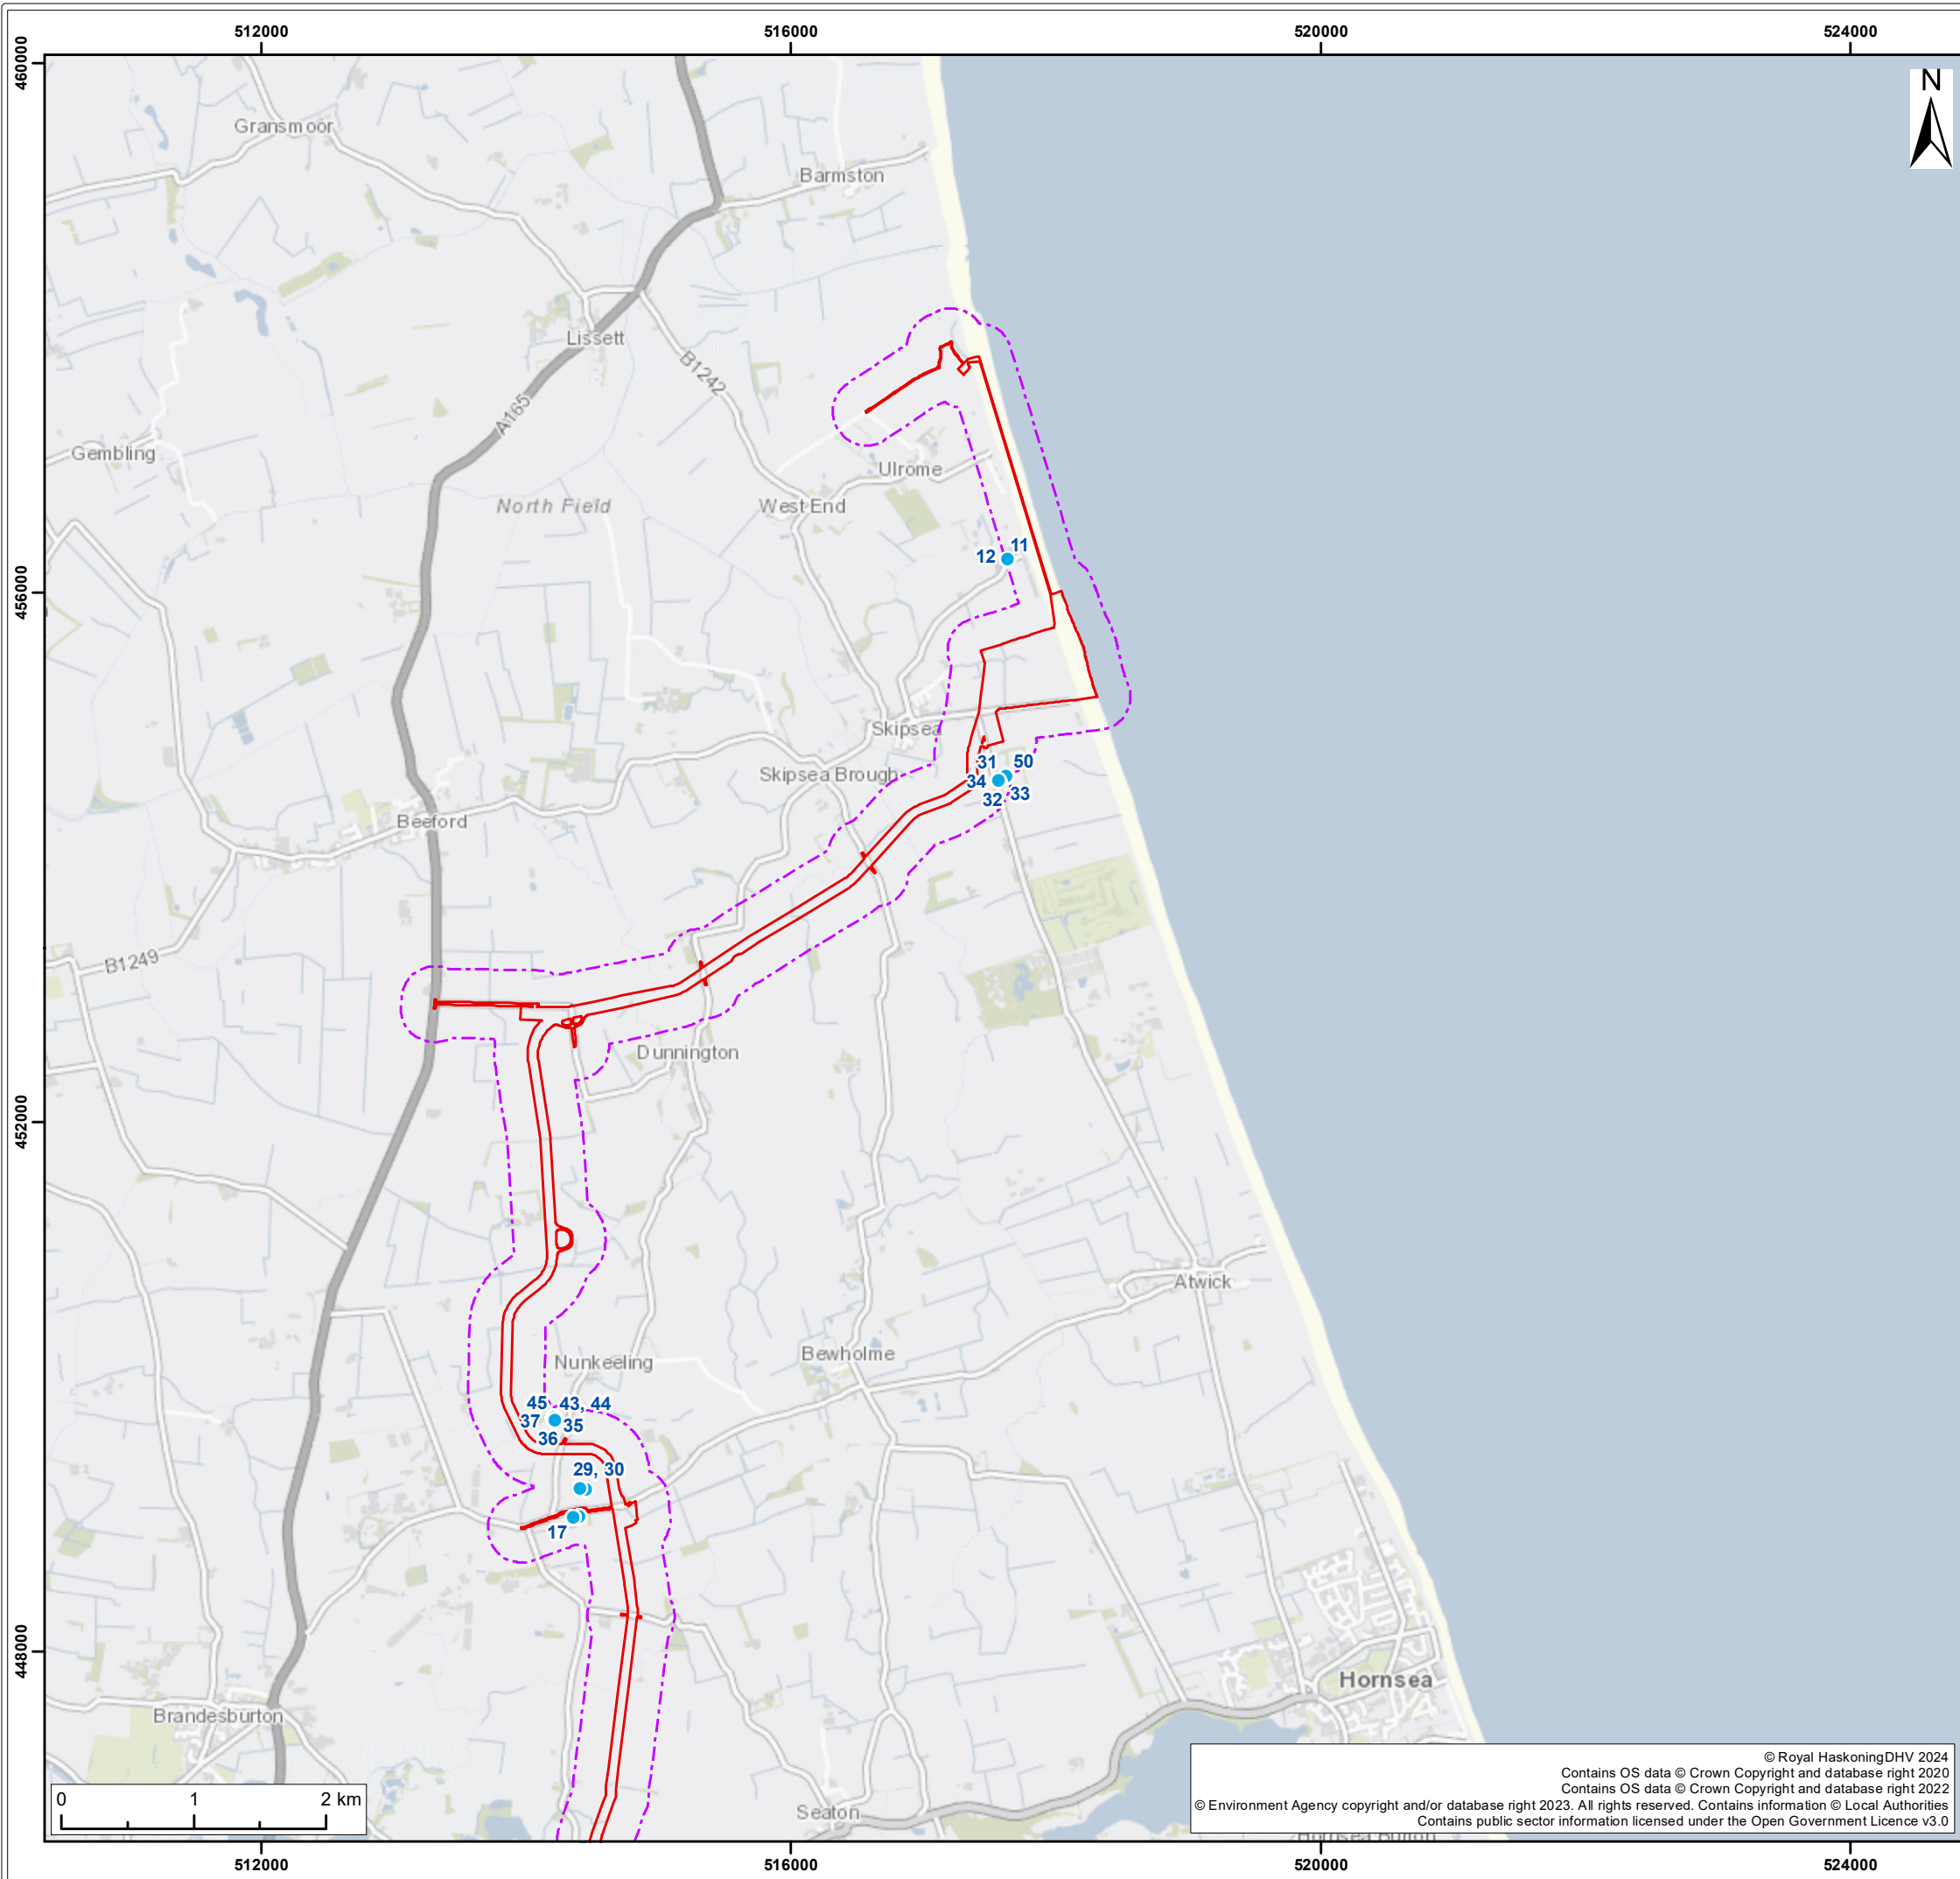 512000
516000
520000
524000
460000
N
Gransmoor
Barmston
Lissett
B1242
A165
Gembling
Ulrome
North Field
West End
11
12
456000
Skipsea
Skipsea Brough
31
50
34
32
33
Beeford
B1249
Dunnington
452000
Atwick
Nunkeeling
Bewholme
45
43, 44
37
35
36
29, 30
17
448000
Hornsea
Brandesburton
Seaton
0
1
2 km
© Royal HaskoningDHV 2024
Contains OS data © Crown Copyright and database right 2020
Contains OS data © Crown Copyright and database right 2022
© Environment Agency copyright and/or database right 2023. All rights reserved. Contains information © Local Authorities
Contains public sector information licensed under the Open Government Licence v3.0
512000
516000
520000
524000